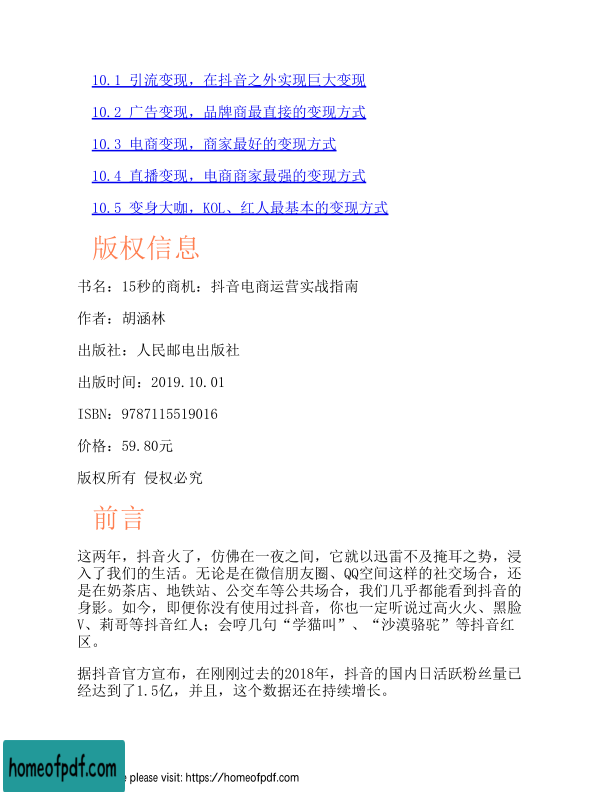 10.1 引流变现，在抖音之外实现巨大变现
10.2 广告变现，品牌商最直接的变现方式
10.3 电商变现，商家最好的变现方式
10.4 直播变现，电商商家最强的变现方式
10.5 变身大咖，KOL、红人最基本的变现方式
版权信息
书名：15秒的商机：抖音电商运营实战指南
作者：胡涵林
出版社：人民邮电出版社
出版时间：2019.10.01
ISBN：9787115519016
价格：59.80元
版权所有 侵权必究
前言
这两年，抖音火了，仿佛在一夜之间，它就以迅雷不及掩耳之势，浸
入了我们的生活。无论是在微信朋友圈、QQ空间这样的社交场合，还
是在奶茶店、地铁站、公交车等公共场合，我们几乎都能看到抖音的
身影。如今，即便你没有使用过抖音，你也一定听说过高火火、黑脸
V、莉哥等抖音红人；会哼几句“学猫叫”、“沙漠骆驼”等抖音红
区。
据抖音官方宣布，在刚刚过去的2018年，抖音的国内日活跃粉丝量已
经达到了1.5亿，并且，这个数据还在持续增长。
homeofpdf.com
e please visit: https://homeofpdf.com